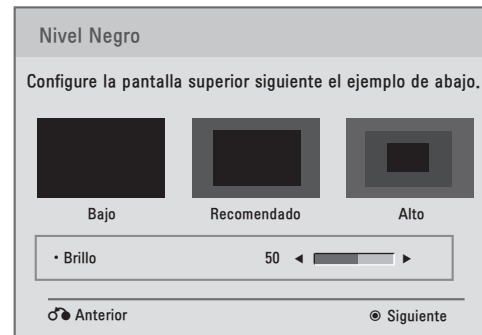 Nivel Negro
Configure la pantalla superior siguiente el ejemplo de abajo.
Bajo Recomendado Alto
• Brillo 50 ◄ ►
Anterior ◉ Siguiente